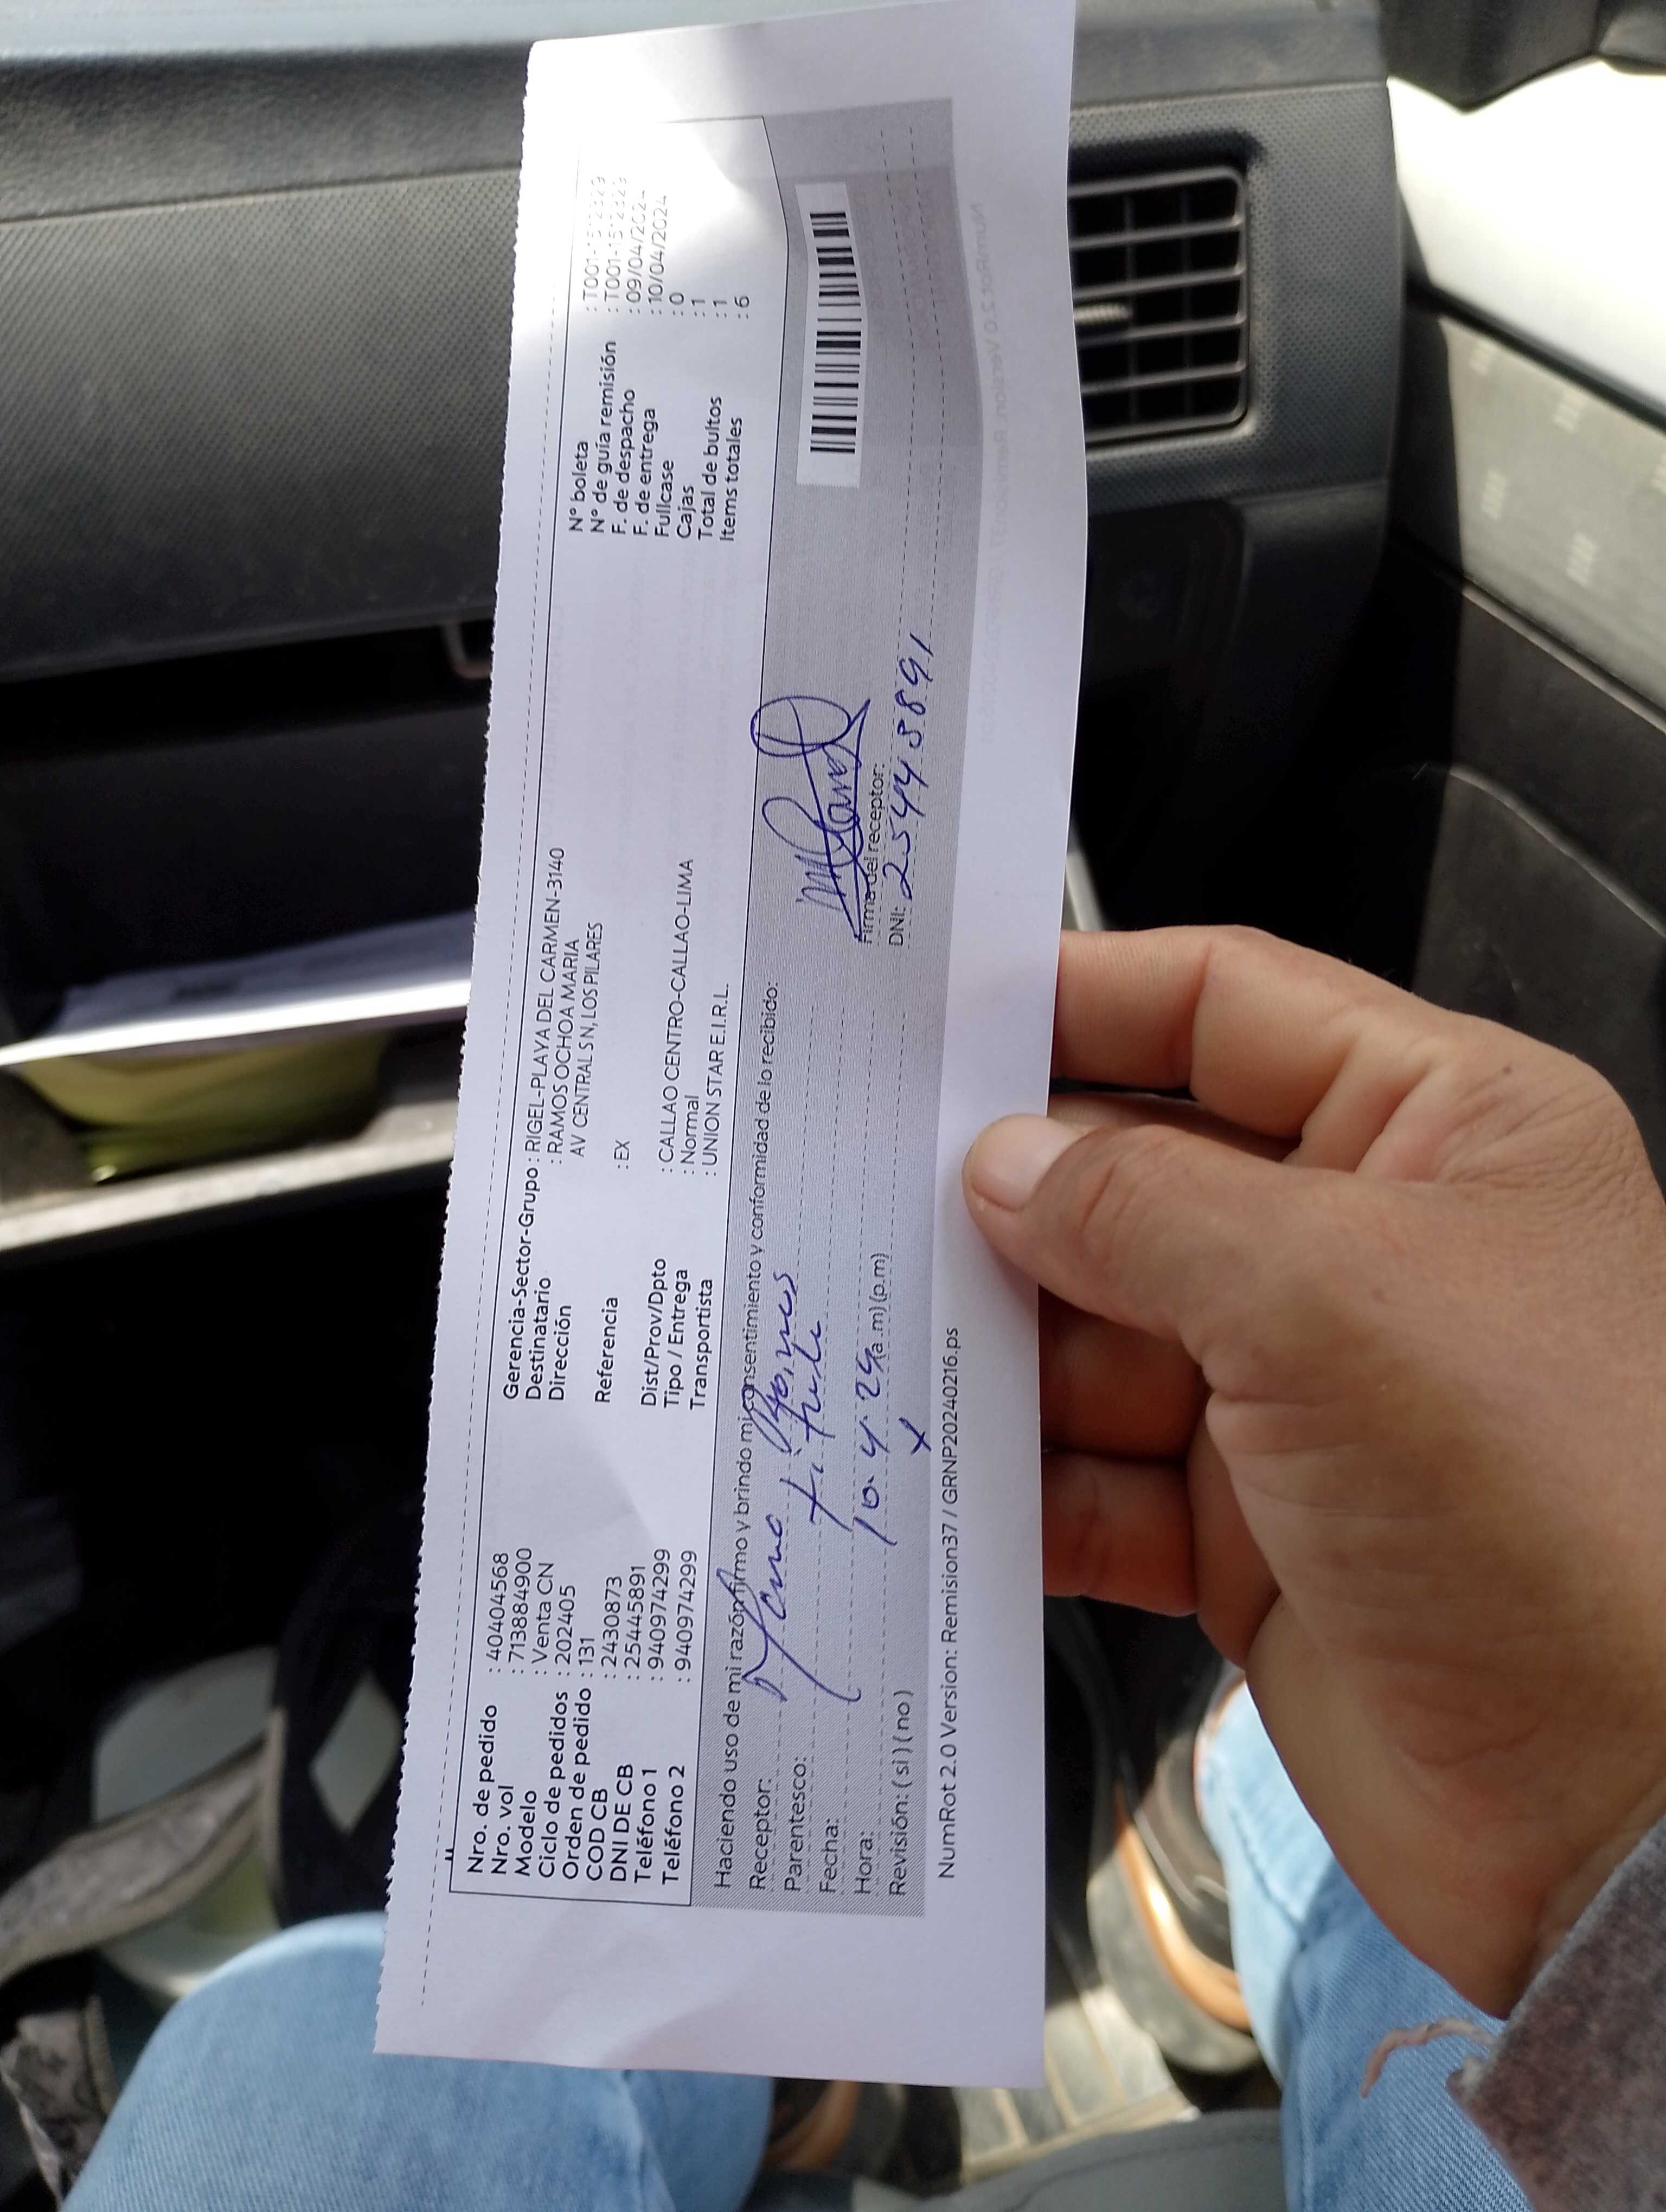 Nro. de pedido : 40404568
Nro. vol : 713884900
Modelo : Venta CN
Ciclo de pedidos : 202405
Orden de pedido : 131
COD CB : 2430873
DNI DE CB : 25445891
Teléfono 1 : 940974299
Teléfono 2 : 940974299
Gerencia-Sector-Grupo : RIGEL-PLAYA DEL CARMEN-3140
Destinatario : RAMOS OCHOA MARIA
Dirección AV CENTRAL S N, LOS PILARES
Referencia : EX
Dist/Prov/Dpto : CALLAO CENTRO-CALLAO-LIMA
Tipo / Entrega : Normal
Transportista : UNION STAR E.I.R.L.
N° boleta : T001-
N° de guía remisión : T001-
F. de despacho : 09/04/2024
F. de entrega : 10/04/2024
Fullcase : 0
Cajas : 1
Total de bultos : 1
Items totales : 6
Haciendo uso de mi razón firmo y brindo mi consentimiento y conformidad de lo recibido:
Receptor:
Parentesco:
Fecha: 10.4.24
Hora: (a.m) (p.m)
Revisión: (si) (no) x
Firma del receptor:
DNI: 25445891
NumRot 2.0 Version: Remision37 / GRNP20240216.ps